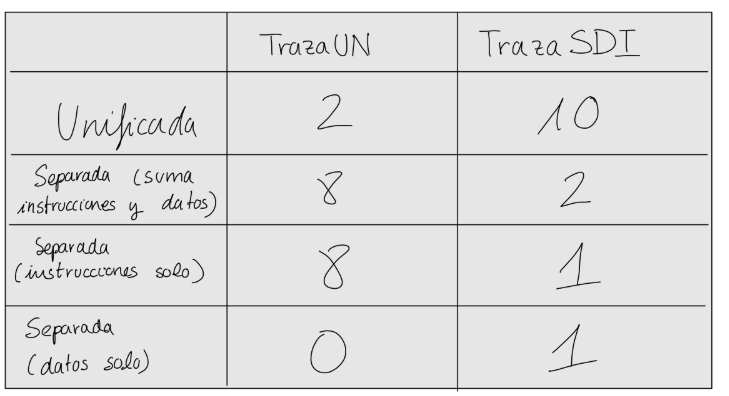 TrazaUN TrazaSDI
Unificada 2 10
Separada (suma
instrucciones y datos) 8 2
Separada
(instrucciones solo) 8 1
Separada
(datos solo) 0 1